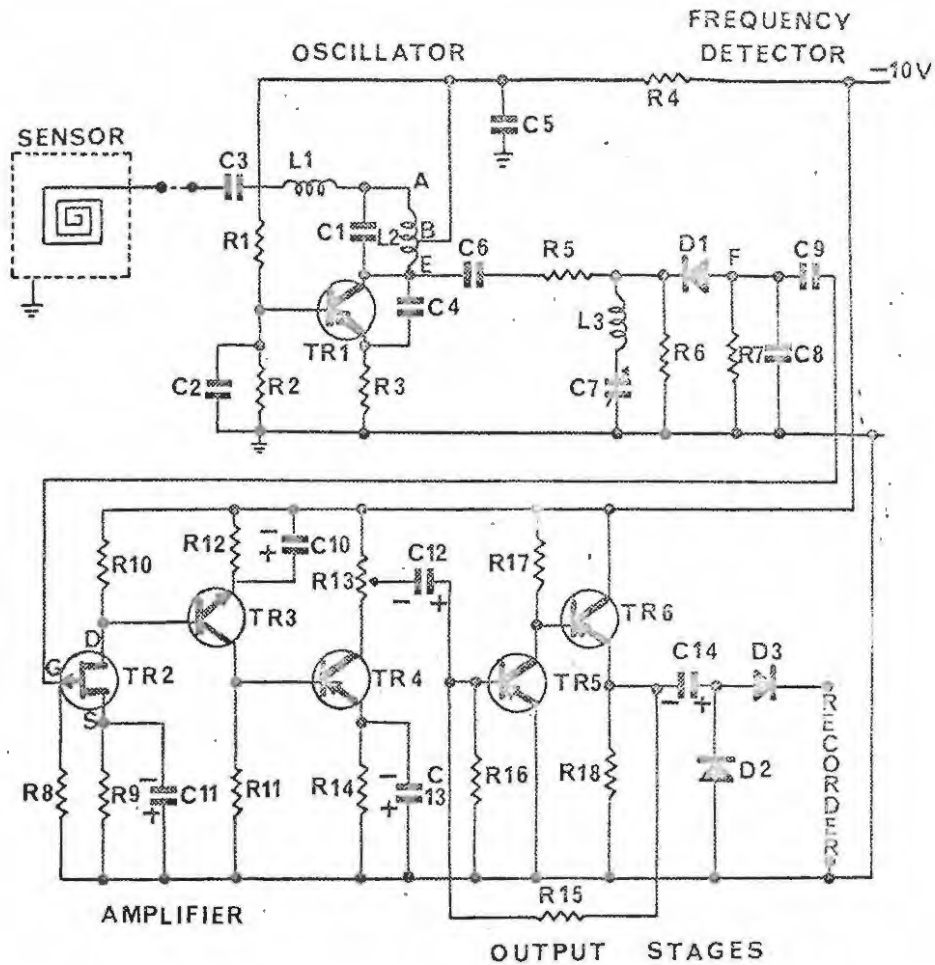 FREQUENCY
DETECTOR
OSCILLATOR
-10V
R4
C5
SENSOR
C3
L1
A
R1
C1
L2
B
E
C6
R5
D1
F
C9
C4
L3
TR1
R6
R7
C8
C2
R2
R3
C7
R10
R12
-
+
C10
R13
C12
-
+
R17
TR3
TR6
D
G
TR2
TR4
TR5
C14
D3
-
+
S
R8
R9
-
+
C11
R11
R14
-
+
C
13
R16
R18
D2
RECORDER
R15
AMPLIFIER
OUTPUT STAGES